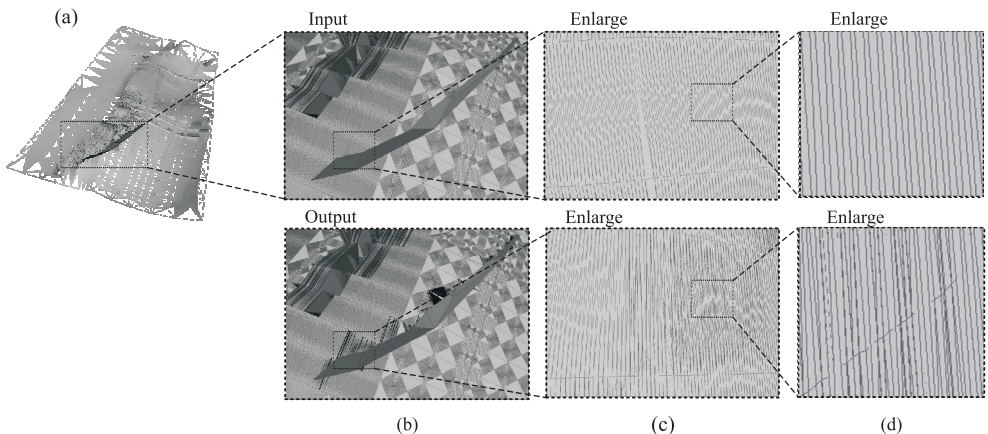 (a)
Input
Enlarge
Enlarge
Output
Enlarge
Enlarge
(b)
(c)
(d)